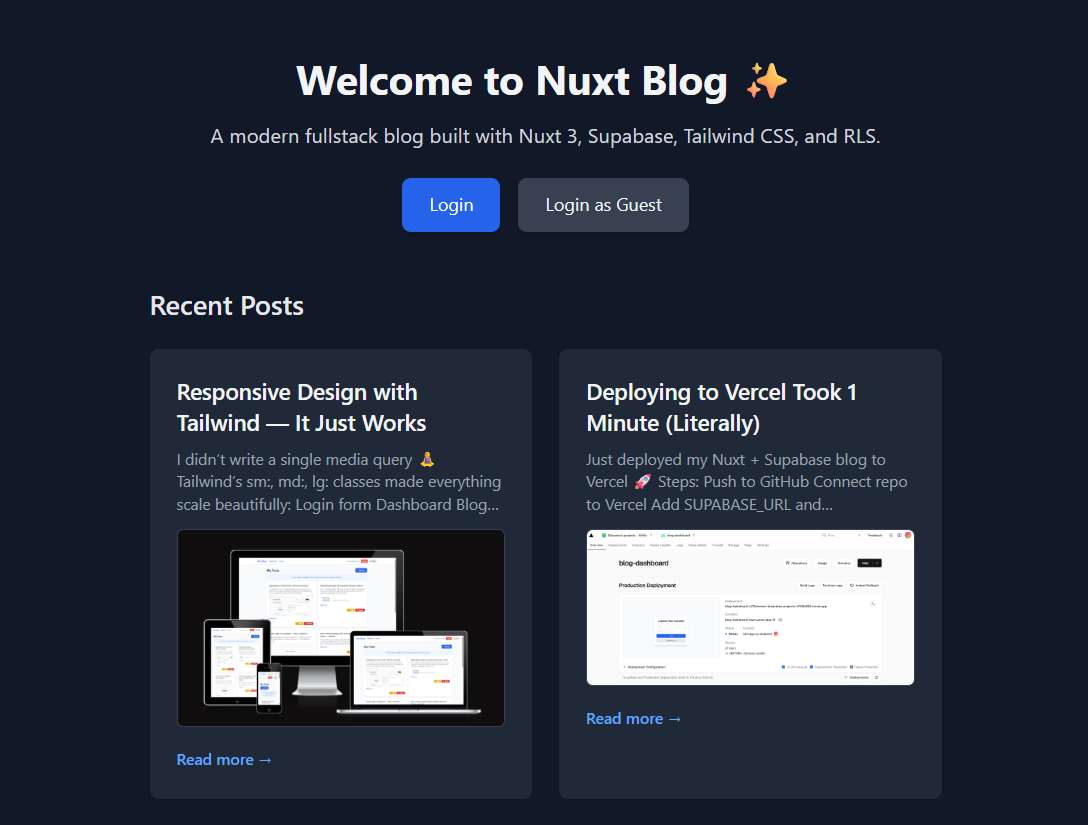 Welcome to Nuxt Blog ✨
A modern fullstack blog built with Nuxt 3, Supabase, Tailwind CSS, and RLS.
Login
Login as Guest
Recent Posts
Responsive Design with
Tailwind — It Just Works
I didn’t write a single media query 🧘
Tailwind’s sm:, md:, lg: classes made everything
scale beautifully: Login form Dashboard Blog...
Read more →
Deploying to Vercel Took 1
Minute (Literally)
Just deployed my Nuxt + Supabase blog to
Vercel 🚀 Steps: Push to GitHub Connect repo
to Vercel Add SUPABASE_URL and...
blog-dashboard
Production Deployment
Read more →